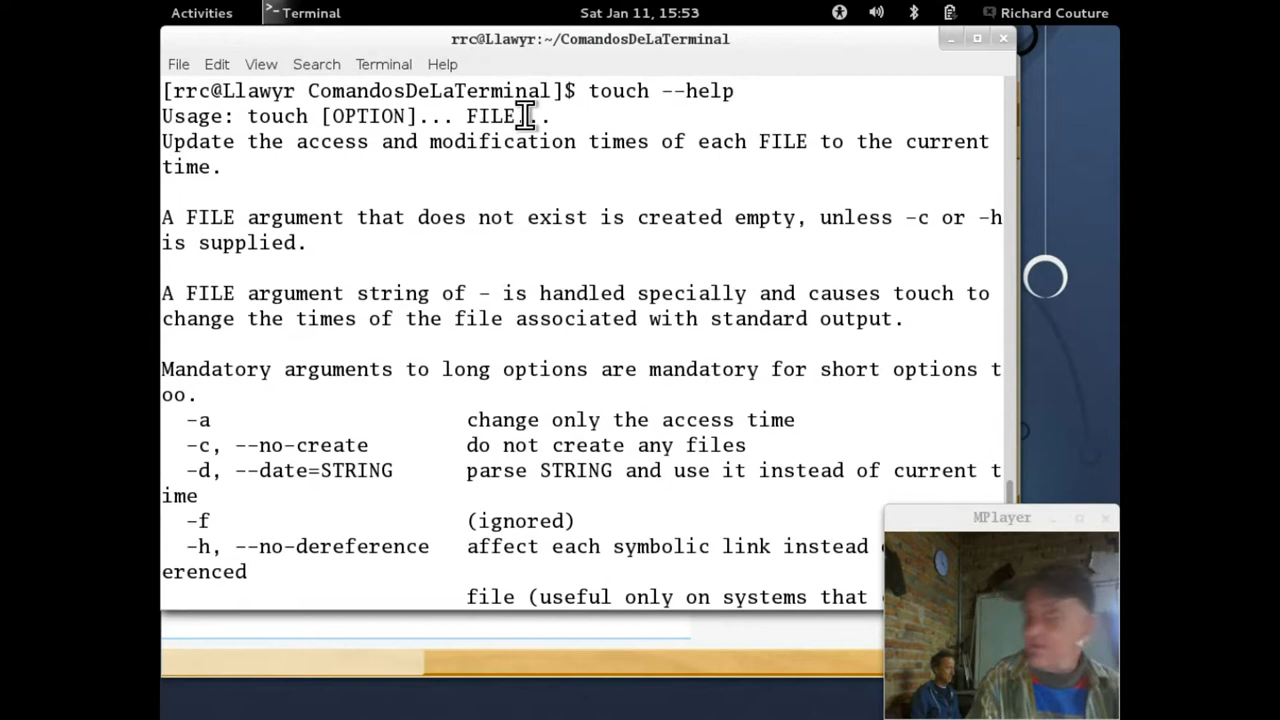 Activities
Terminal
Sat Jan 11, 15:53
Richard Couture
rrc@Llawyr:~/ComandosDeLaTerminal
File Edit View Search Terminal Help
[rrc@Llawyr ComandosDeLaTerminal]$ touch --help
Usage: touch [OPTION]... FILE...
Update the access and modification times of each FILE to the current
time.
A FILE argument that does not exist is created empty, unless -c or -h
is supplied.
A FILE argument string of - is handled specially and causes touch to
change the times of the file associated with standard output.
Mandatory arguments to long options are mandatory for short options t
oo.
-a change only the access time
-c, --no-create do not create any files
-d, --date=STRING parse STRING and use it instead of current t
ime
-f (ignored)
-h, --no-dereference affect each symbolic link instead
erenced
file (useful only on systems that
MPlayer